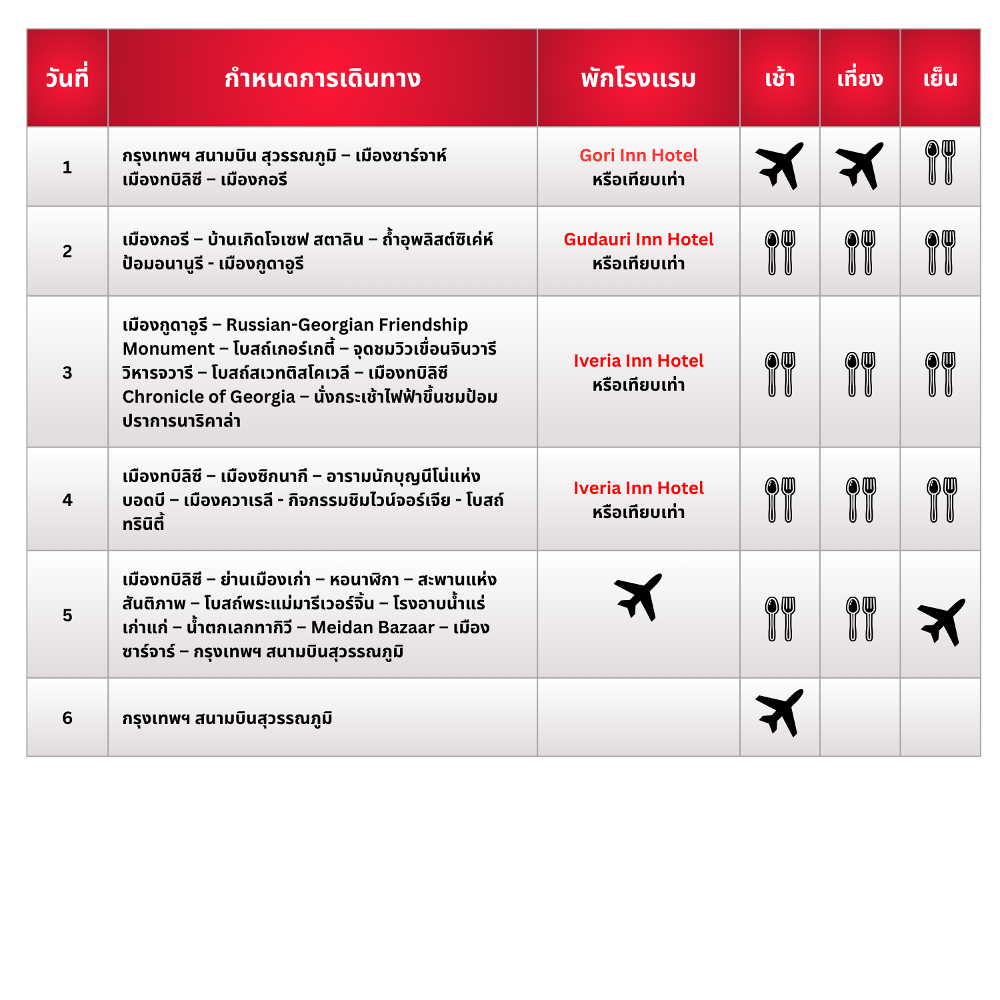 วันที่ กำหนดการเดินทาง พักโรงแรม เช้า เที่ยง เย็น
1
กรุงเทพฯ สนามบิน สุวรรณภูมิ – เมืองซาร์จาห์
เมืองทบิลิซี – เมืองกอรี
Gori Inn Hotel
หรือเทียบเท่า
2
เมืองกอรี – บ้านเกิดโจเซฟ สตาลิน – ถ้ำอุพลิสต์ซิเค่ห์
ป้อมอนานูรี - เมืองกูดาอูรี
Gudauri Inn Hotel
หรือเทียบเท่า
3
เมืองกูดาอูรี – Russian-Georgian Friendship
Monument – โบสถ์เกอร์เกตี้ – จุดชมวิวเขื่อนจินวารี
วิหารจวารี – โบสถ์สเวทติสโคเวลี – เมืองทบิลิซี
Chronicle of Georgia – นั่งกระเช้าไฟฟ้าขึ้นชมป้อม
ปราการนาริคาล่า
Iveria Inn Hotel
หรือเทียบเท่า
4
เมืองทบิลิซี – เมืองซิกนากี – อารามนักบุญนีโน่แห่ง
บอดบี – เมืองควาเรลี - กิจกรรมชิมไวน์จอร์เจีย - โบสถ์
ทรินิตี้
Iveria Inn Hotel
หรือเทียบเท่า
5
เมืองทบิลิซี – ย่านเมืองเก่า – หอนาฬิกา – สะพานแห่ง
สันติภาพ – โบสถ์พระแม่มารีเวอร์จิ้น – โรงอาบน้ำแร่
เก่าแก่ – น้ำตกเลกทากิวี – Meidan Bazaar – เมือง
ซาร์จาร์ – กรุงเทพฯ สนามบินสุวรรณภูมิ
6
กรุงเทพฯ สนามบินสุวรรณภูมิ